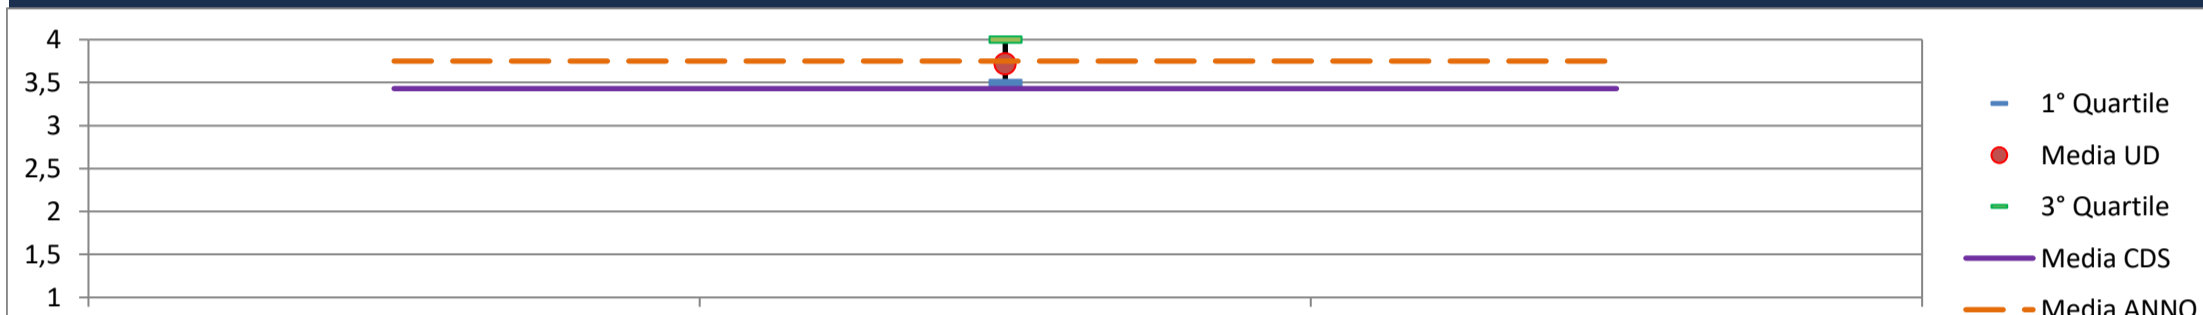 4
3,5
3
2,5
2
1,5
1
1° Quartile
Media UD
3° Quartile
Media CDS
Media ANNO